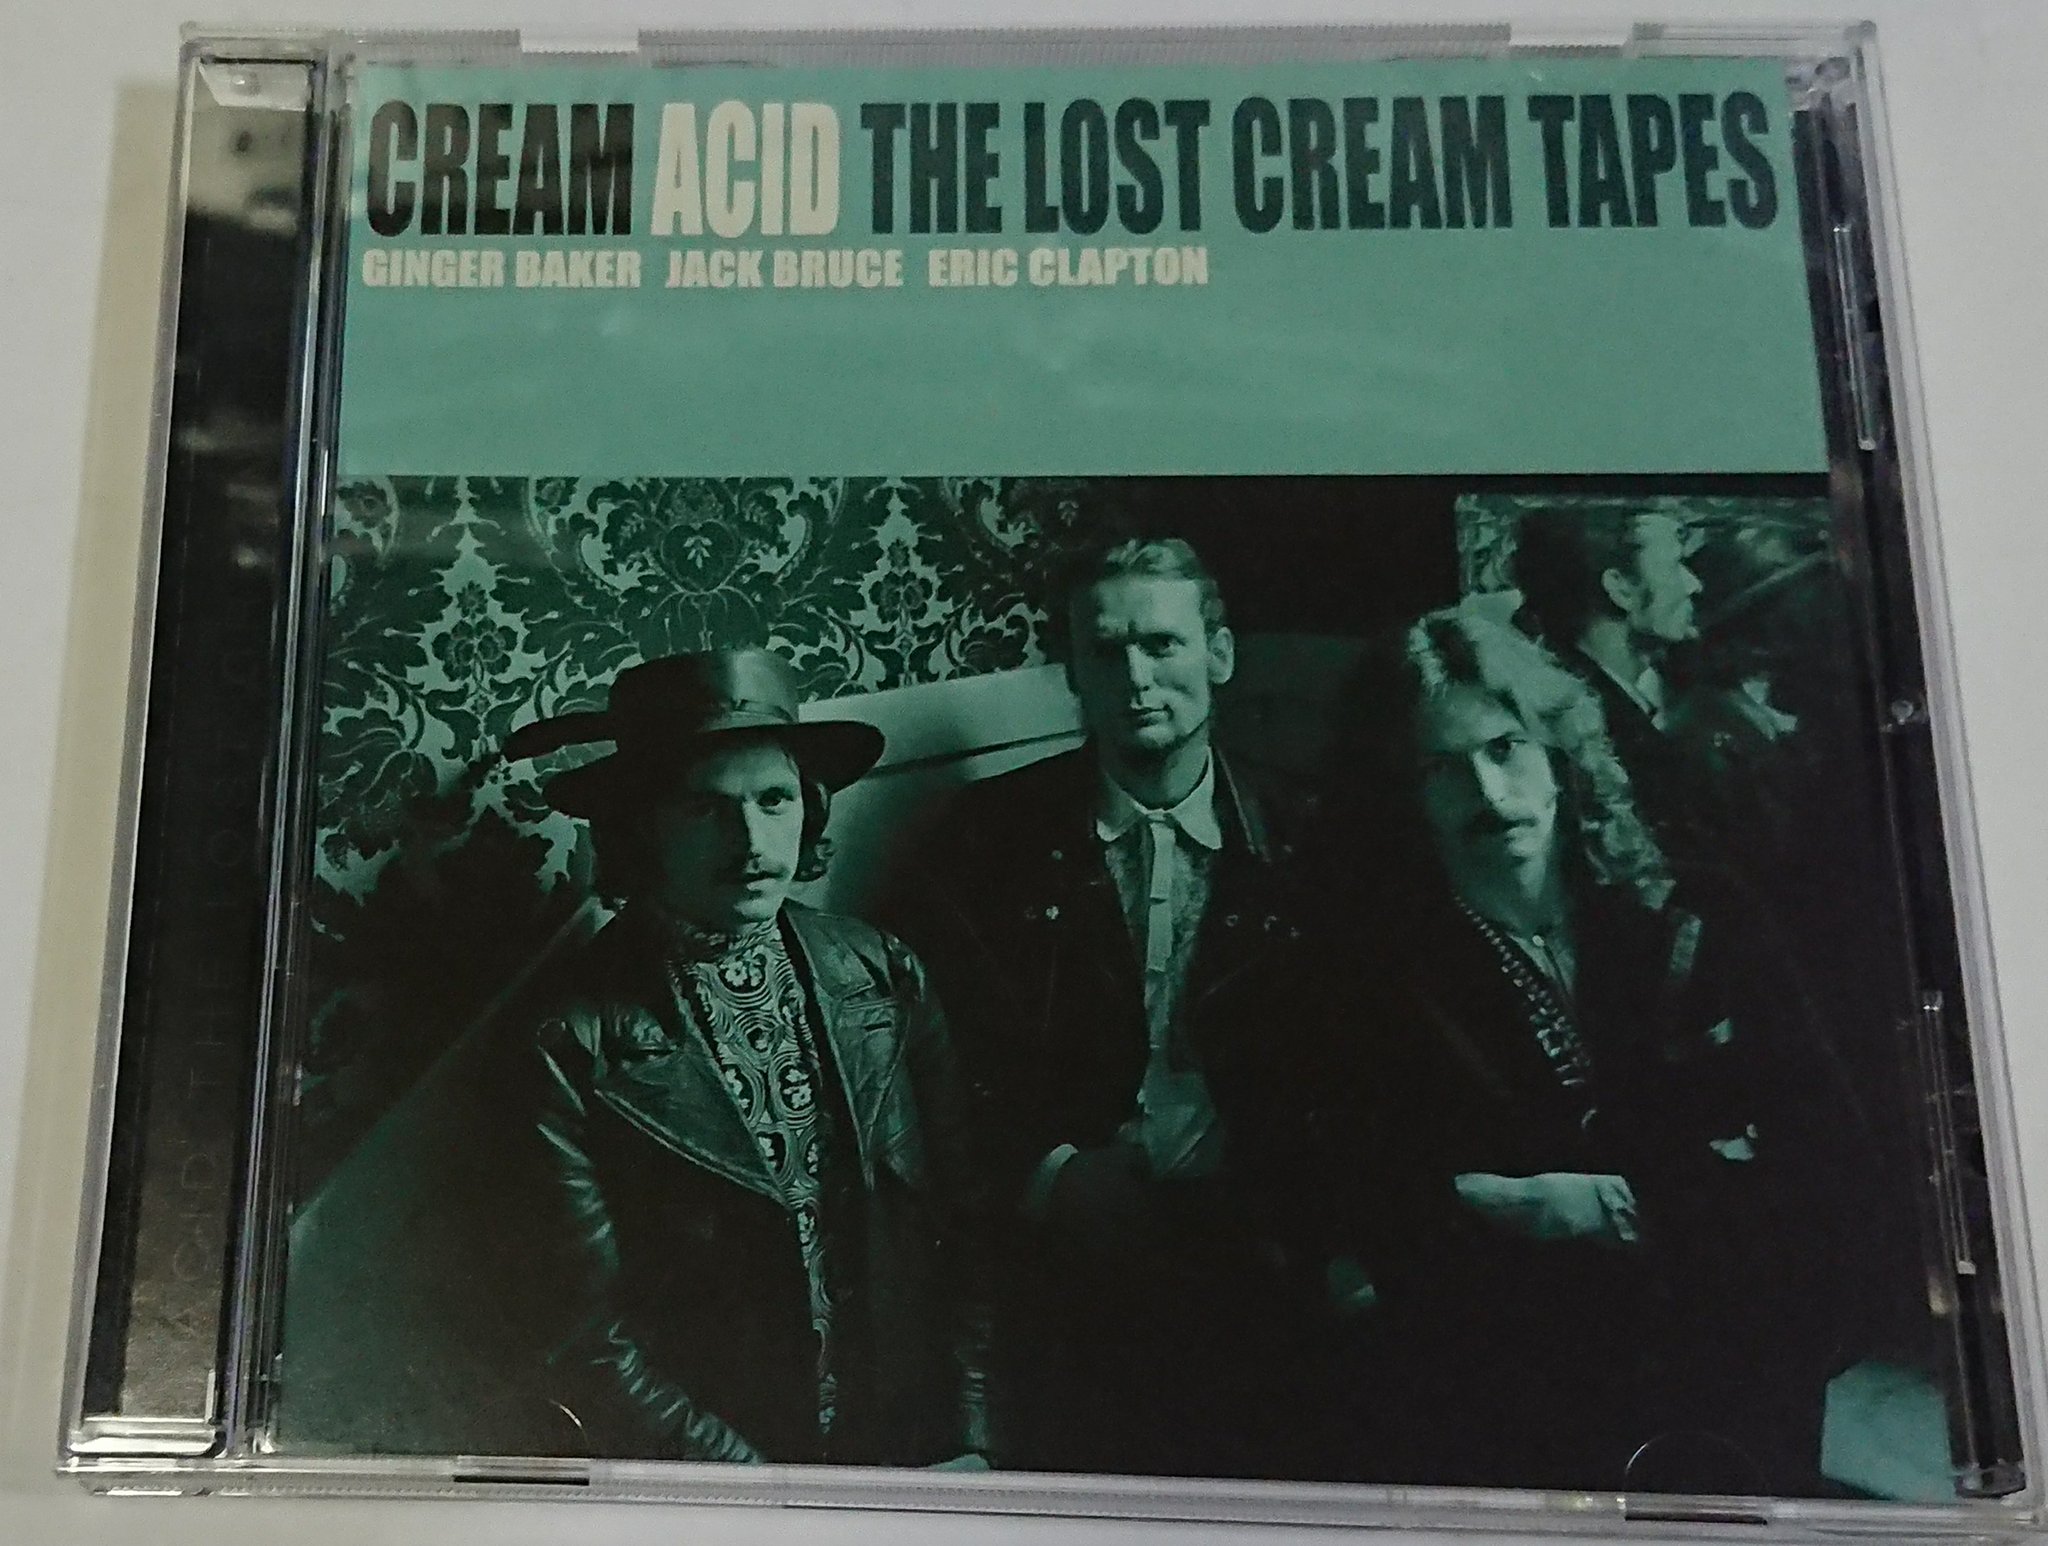 CREAM ACID THE LOST CREAM TAPES
GINGER BAKER JACK BRUCE ERIC CLAPTON